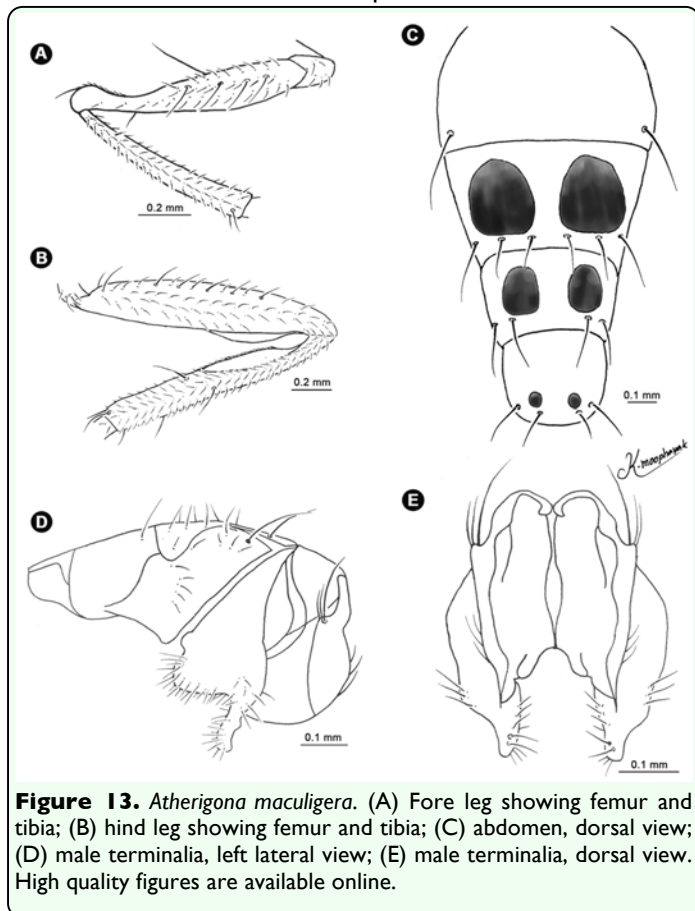 A
C
0.2 mm
B
0.2 mm
0.1 mm
K.moophayak
D
E
0.1 mm
0.1 mm
Figure 13. Atherigona maculigera. (A) Fore leg showing femur and
tibia; (B) hind leg showing femur and tibia; (C) abdomen, dorsal view;
(D) male terminalia, left lateral view; (E) male terminalia, dorsal view.
High quality figures are available online.